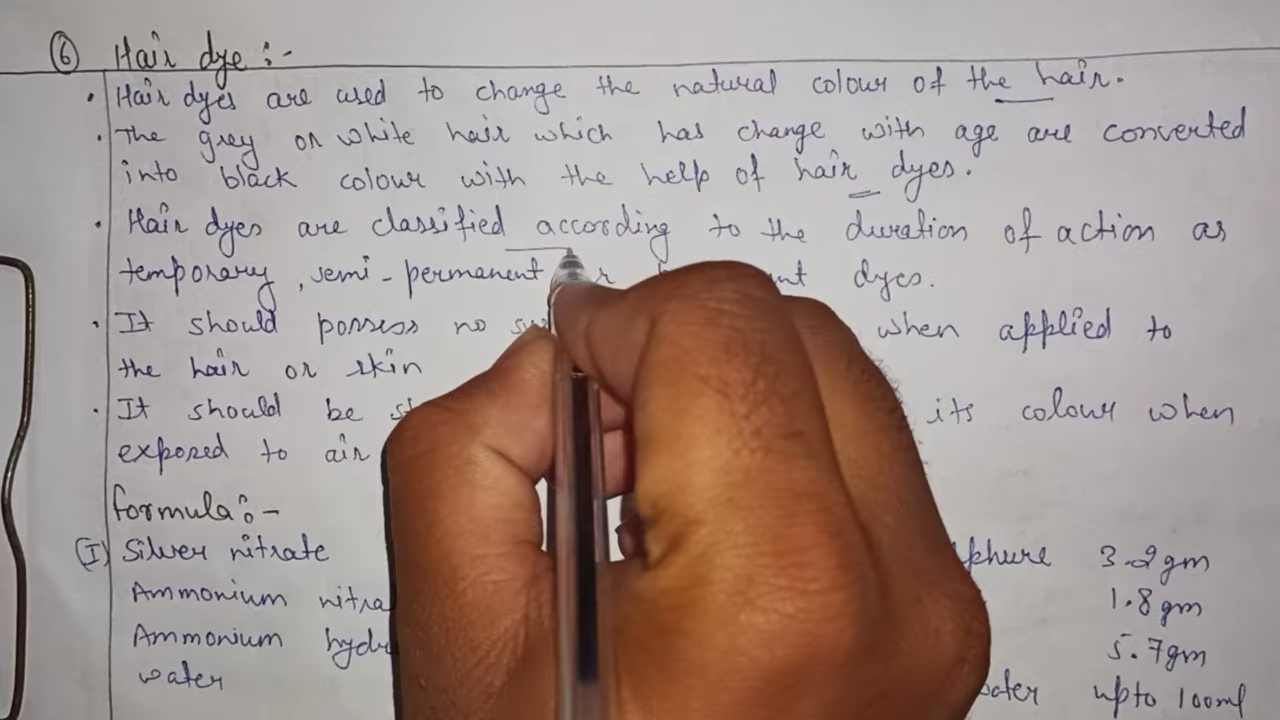 ⑥ Hair dye :-
• Hair dyes are used to change the natural colour of the hair.
• The grey or white hair which has change with age are converted
into black colour with the help of hair dyes.
• Hair dyes are classified according to the duration of action as
temporary, semi-permanent dyes.
• It should possess no when applied to
the hair or skin
• It should be its colour when
exposed to air
formula:-
(I) Silver nitrate 3.2gm
Ammonium 1.8gm
Ammonium 5.7gm
water upto 100ml